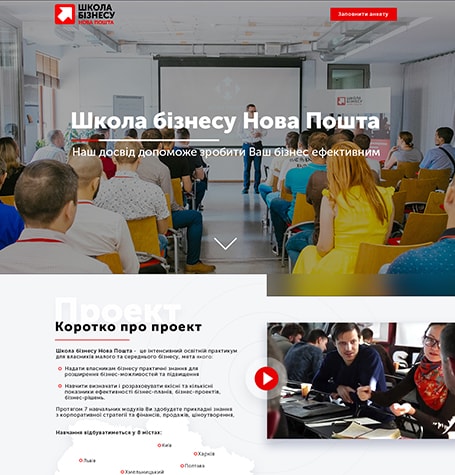 ШКОЛА
БІЗНЕСУ
НОВА ПОШТА
Заповнити анкету
ШКОЛА
БІЗНЕСУ
Школа бізнесу Нова Пошта
Наш досвід допоможе зробити Ваш бізнес ефективним
Проект
Коротко про проект
Школа бізнесу Нова Пошта - це інтенсивний освітній практикум
для власників малого та середнього бізнесу, мета якого:
Надати власникам бізнесу практичні знання для
розширення бізнес-можливостей та підвищення
Навчити визначати і розраховувати якісні та кількісні
показники ефективності бізнес-планів, бізнес-проектів,
бізнес-рішень.
Протягом 7 навчальних модулів Ви здобудете прикладні знання
з корпоративної стратегії та фінансів, продажів, ціноутворення,
Навчання відбуватиметься у 8 містах:
Київ
Львів
Харків
Полтава
Хмельницький